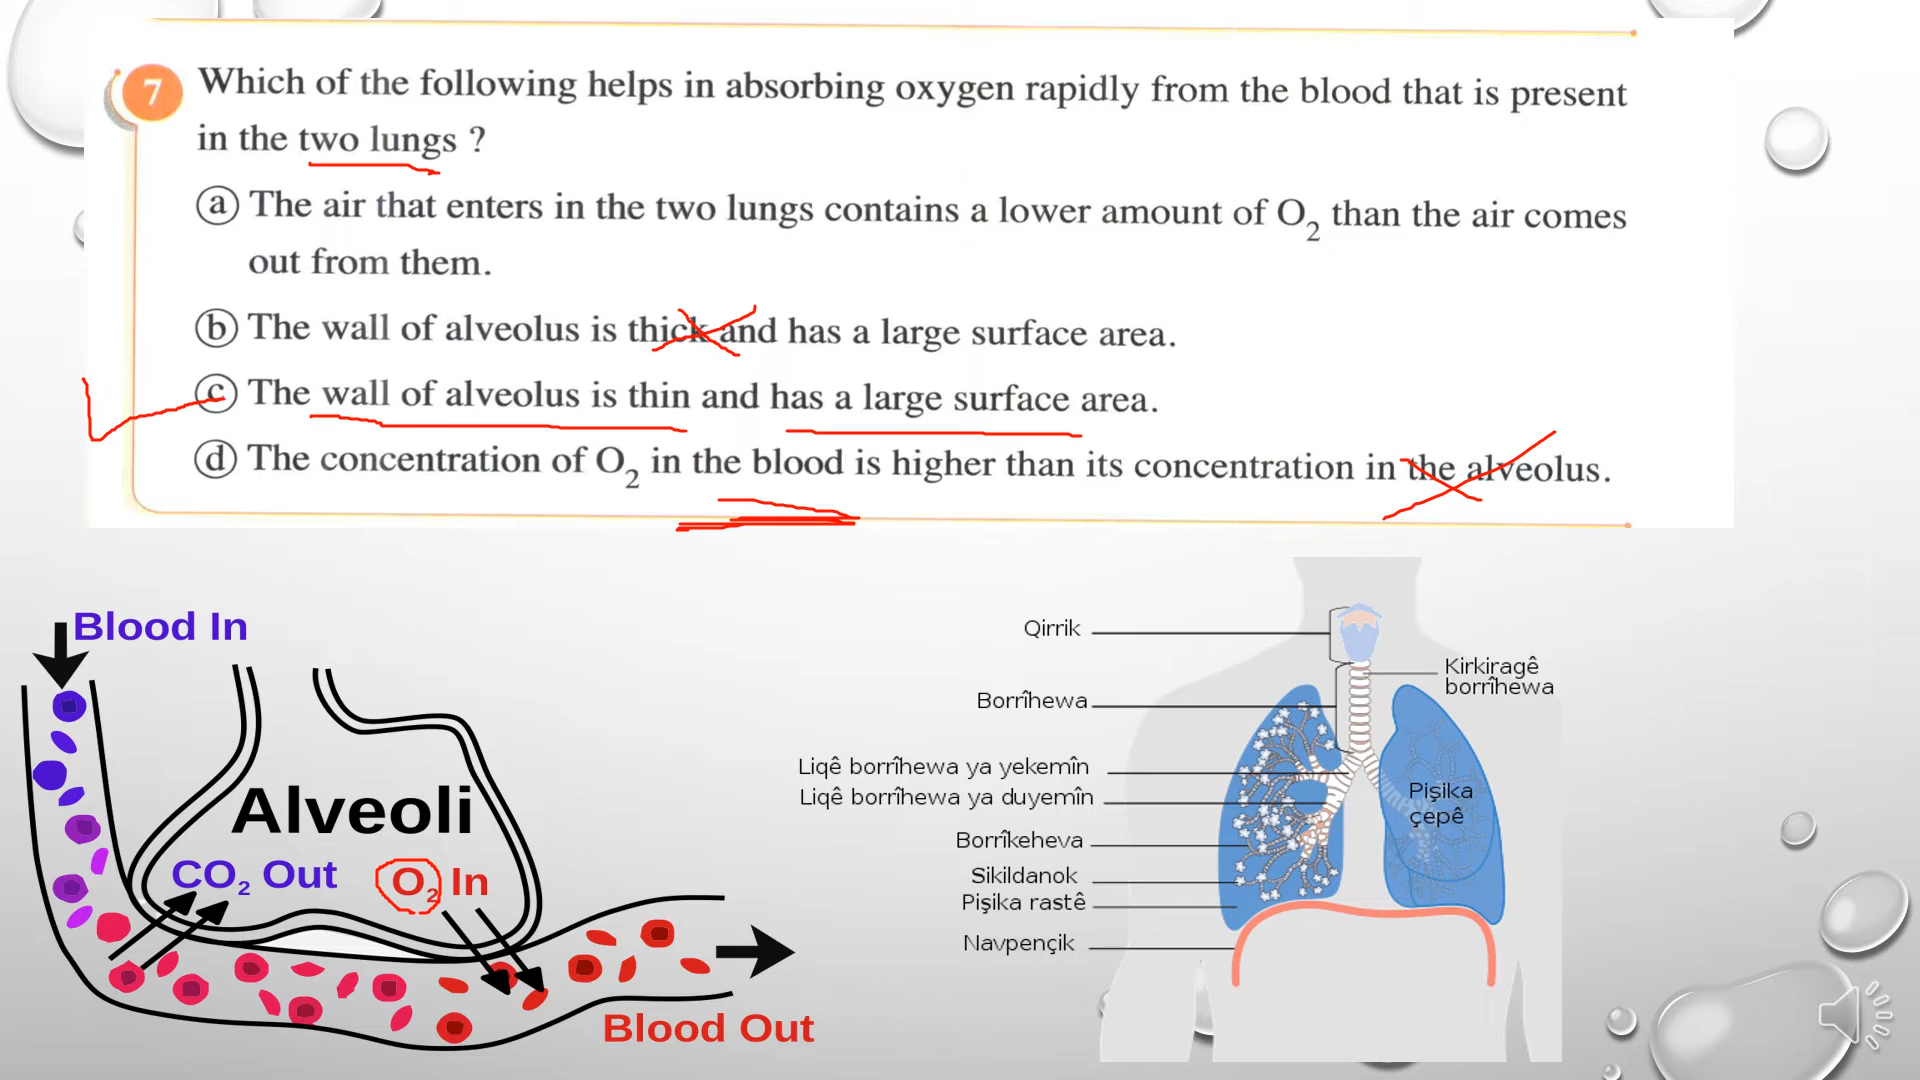 7 Which of the following helps in absorbing oxygen rapidly from the blood that is present
in the two lungs ?
a The air that enters in the two lungs contains a lower amount of O2 than the air comes
out from them.
b The wall of alveolus is thick and has a large surface area.
c The wall of alveolus is thin and has a large surface area.
d The concentration of O2 in the blood is higher than its concentration in the alveolus.
Blood In
Alveoli
CO2 Out
O2 In
Blood Out
Qirrik
Kirkiragê
borrîhewa
Borrîhewa
Liqê borrîhewa ya yekemîn
Liqê borrîhewa ya duyemîn
Pişika
çepê
Borrîkeheva
Sikildanok
Pişika rastê
Navpençik